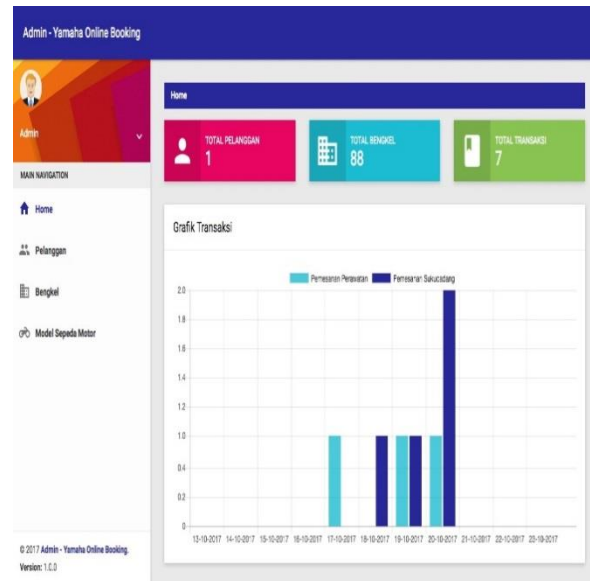 Admin - Yamaha Online Booking
Admin
MAIN NAVIGATION
Home
Pelanggan
Bengkel
Model Sepeda Motor
© 2017 Admin - Yamaha Online Booking.
Version: 1.0.0
Home
TOTAL PELANGGAN
1
TOTAL BENGKEL
88
TOTAL TRANSAKSI
7
Grafik Transaksi
Pemesanan Perawatan Pemesanan Sukucadang
2.0
1.8
1.6
1.4
1.2
1.0
0.4
0.2
0
13-10-2017 14-10-2017 15-10-2017 16-10-2017 17-10-2017 18-10-2017 19-10-2017 20-10-2017 21-10-2017 22-10-2017 23-10-2017